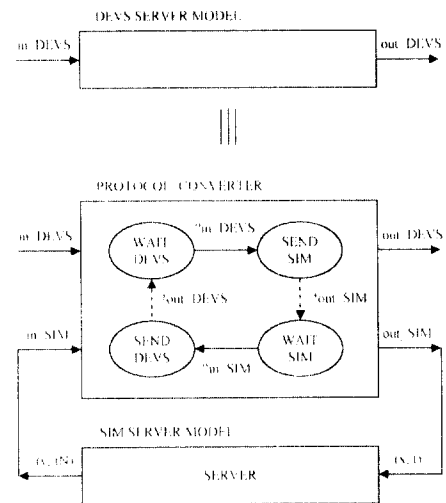 DEVS SERVER MODEL
in DEVS
out DEVS
PROTOCOL CONVERTER
in DEVS
out DEVS
WAIT
DEVS
?in DEVS
SEND
SIM
!out DEVS
!out SIM
in SIM
out SIM
SEND
DEVS
?in SIM
WAIT
SIM
SIM SERVER MODEL
(x, tN)
SERVER
(x, t)